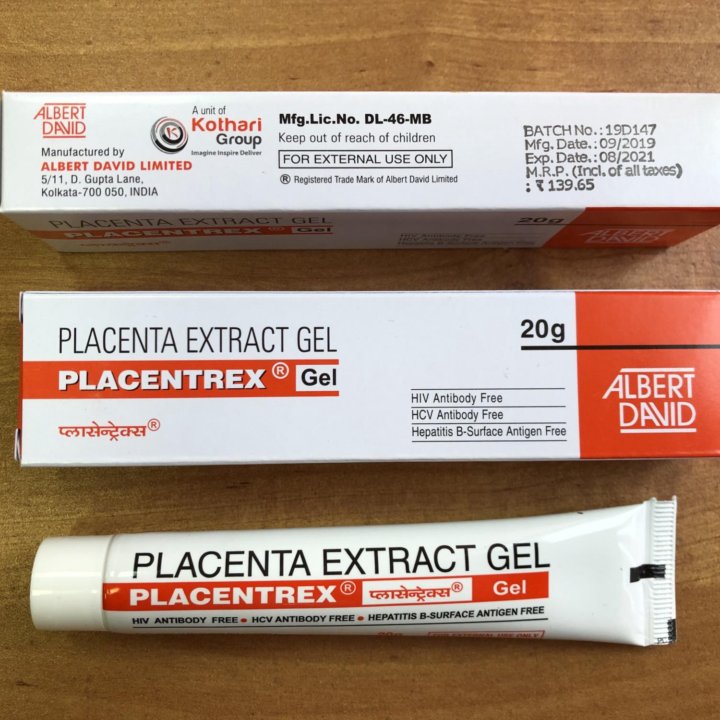 ALBERT
DAVID
Manufactured by
ALBERT DAVID LIMITED
5/11, D. Gupta Lane,
Kolkata-700 050, INDIA
A unit of
Kothari
Group
Imagine Inspire Deliver
Mfg.Lic.No. DL-46-MB
Keep out of reach of children
FOR EXTERNAL USE ONLY
® Registered Trade Mark of Albert David Limited
BATCH No.: 19D147
Mfg. Date.: 09/2019
Exp. Date.: 08/2021
M.R.P. (Incl. of all taxes)
: ₹ 139.65
PLACENTA EXTRACT GEL
PLACENTREX® Gel
प्लासेन्ट्रेक्स®
20g
HIV Antibody Free
HCV Antibody Free
Hepatitis B-Surface Antigen Free
ALBERT
DAVID
PLACENTA EXTRACT GEL
PLACENTREX® Gel
प्लासेन्ट्रेक्स®
20g
HIV Antibody Free
HCV Antibody Free
Hepatitis B-Surface Antigen Free
ALBERT
DAVID
PLACENTA EXTRACT GEL
PLACENTREX® प्लासेन्ट्रेक्स® Gel
HIV ANTIBODY FREE • HCV ANTIBODY FREE • HEPATITIS B-SURFACE ANTIGEN FREE
20g FOR EXTERNAL USE ONLY